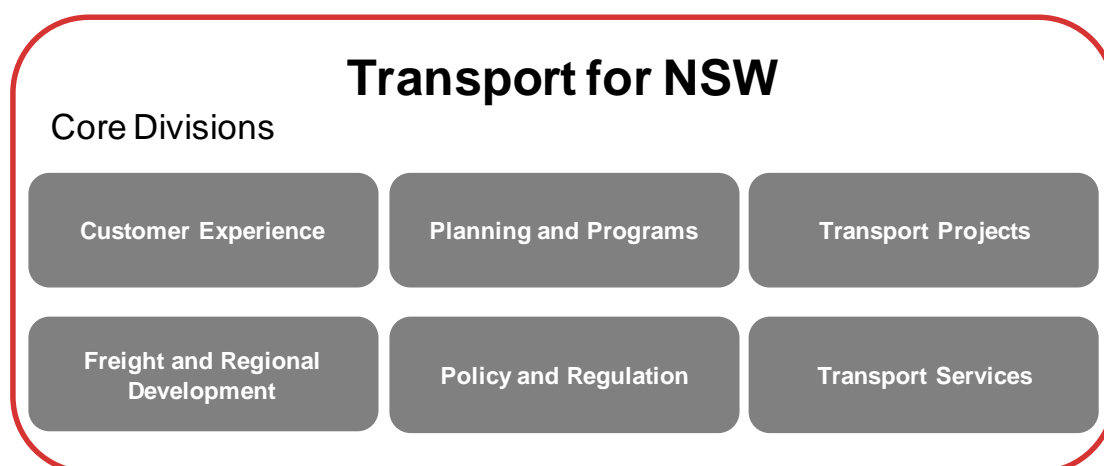 Transport for NSW
Core Divisions
Customer Experience
Planning and Programs
Transport Projects
Freight and Regional
Development
Policy and Regulation
Transport Services